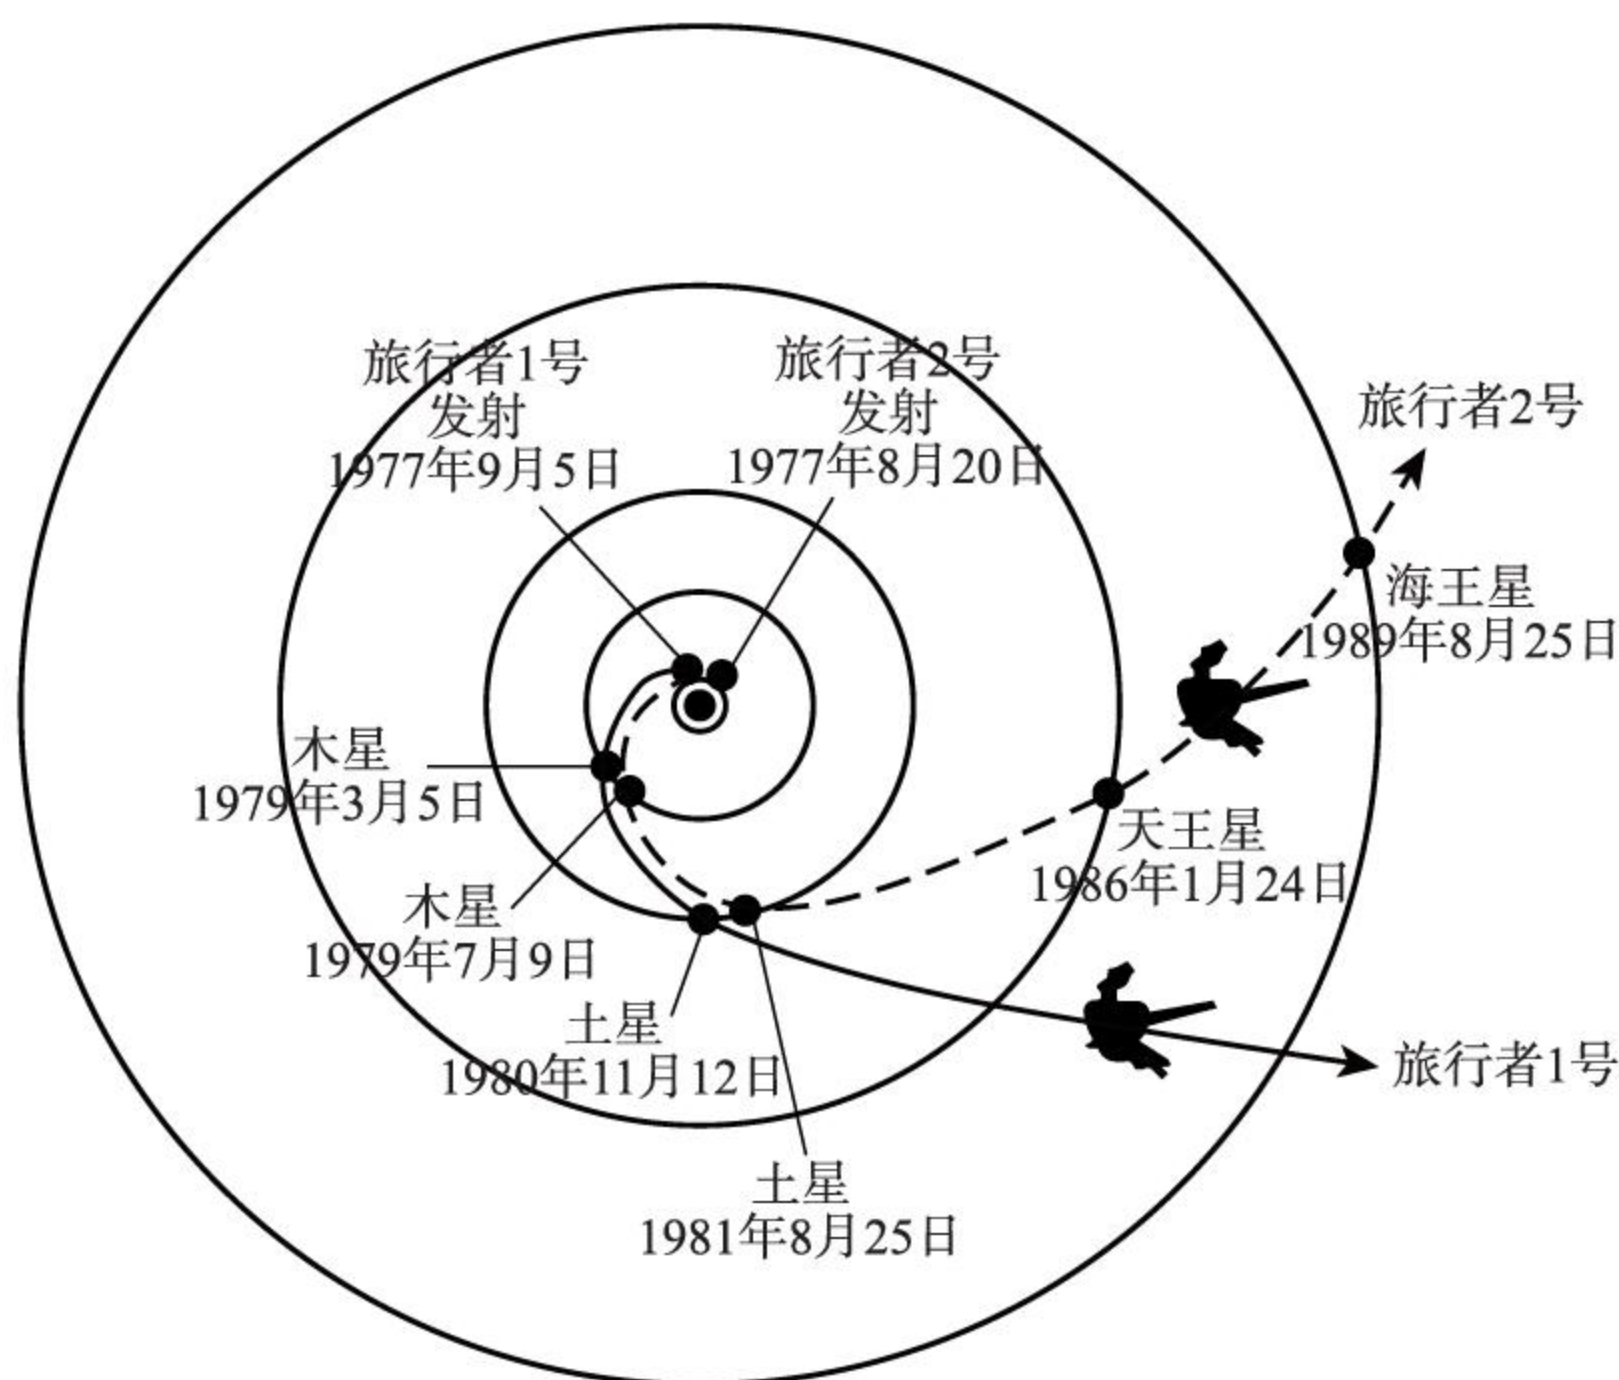 旅行者1号
发射
1977年9月5日
旅行者2号
发射
1977年8月20日
旅行者2号
海王星
1989年8月25日
木星
1979年3月5日
天王星
1986年1月24日
木星
1979年7月9日
土星
1980年11月12日
旅行者1号
土星
1981年8月25日